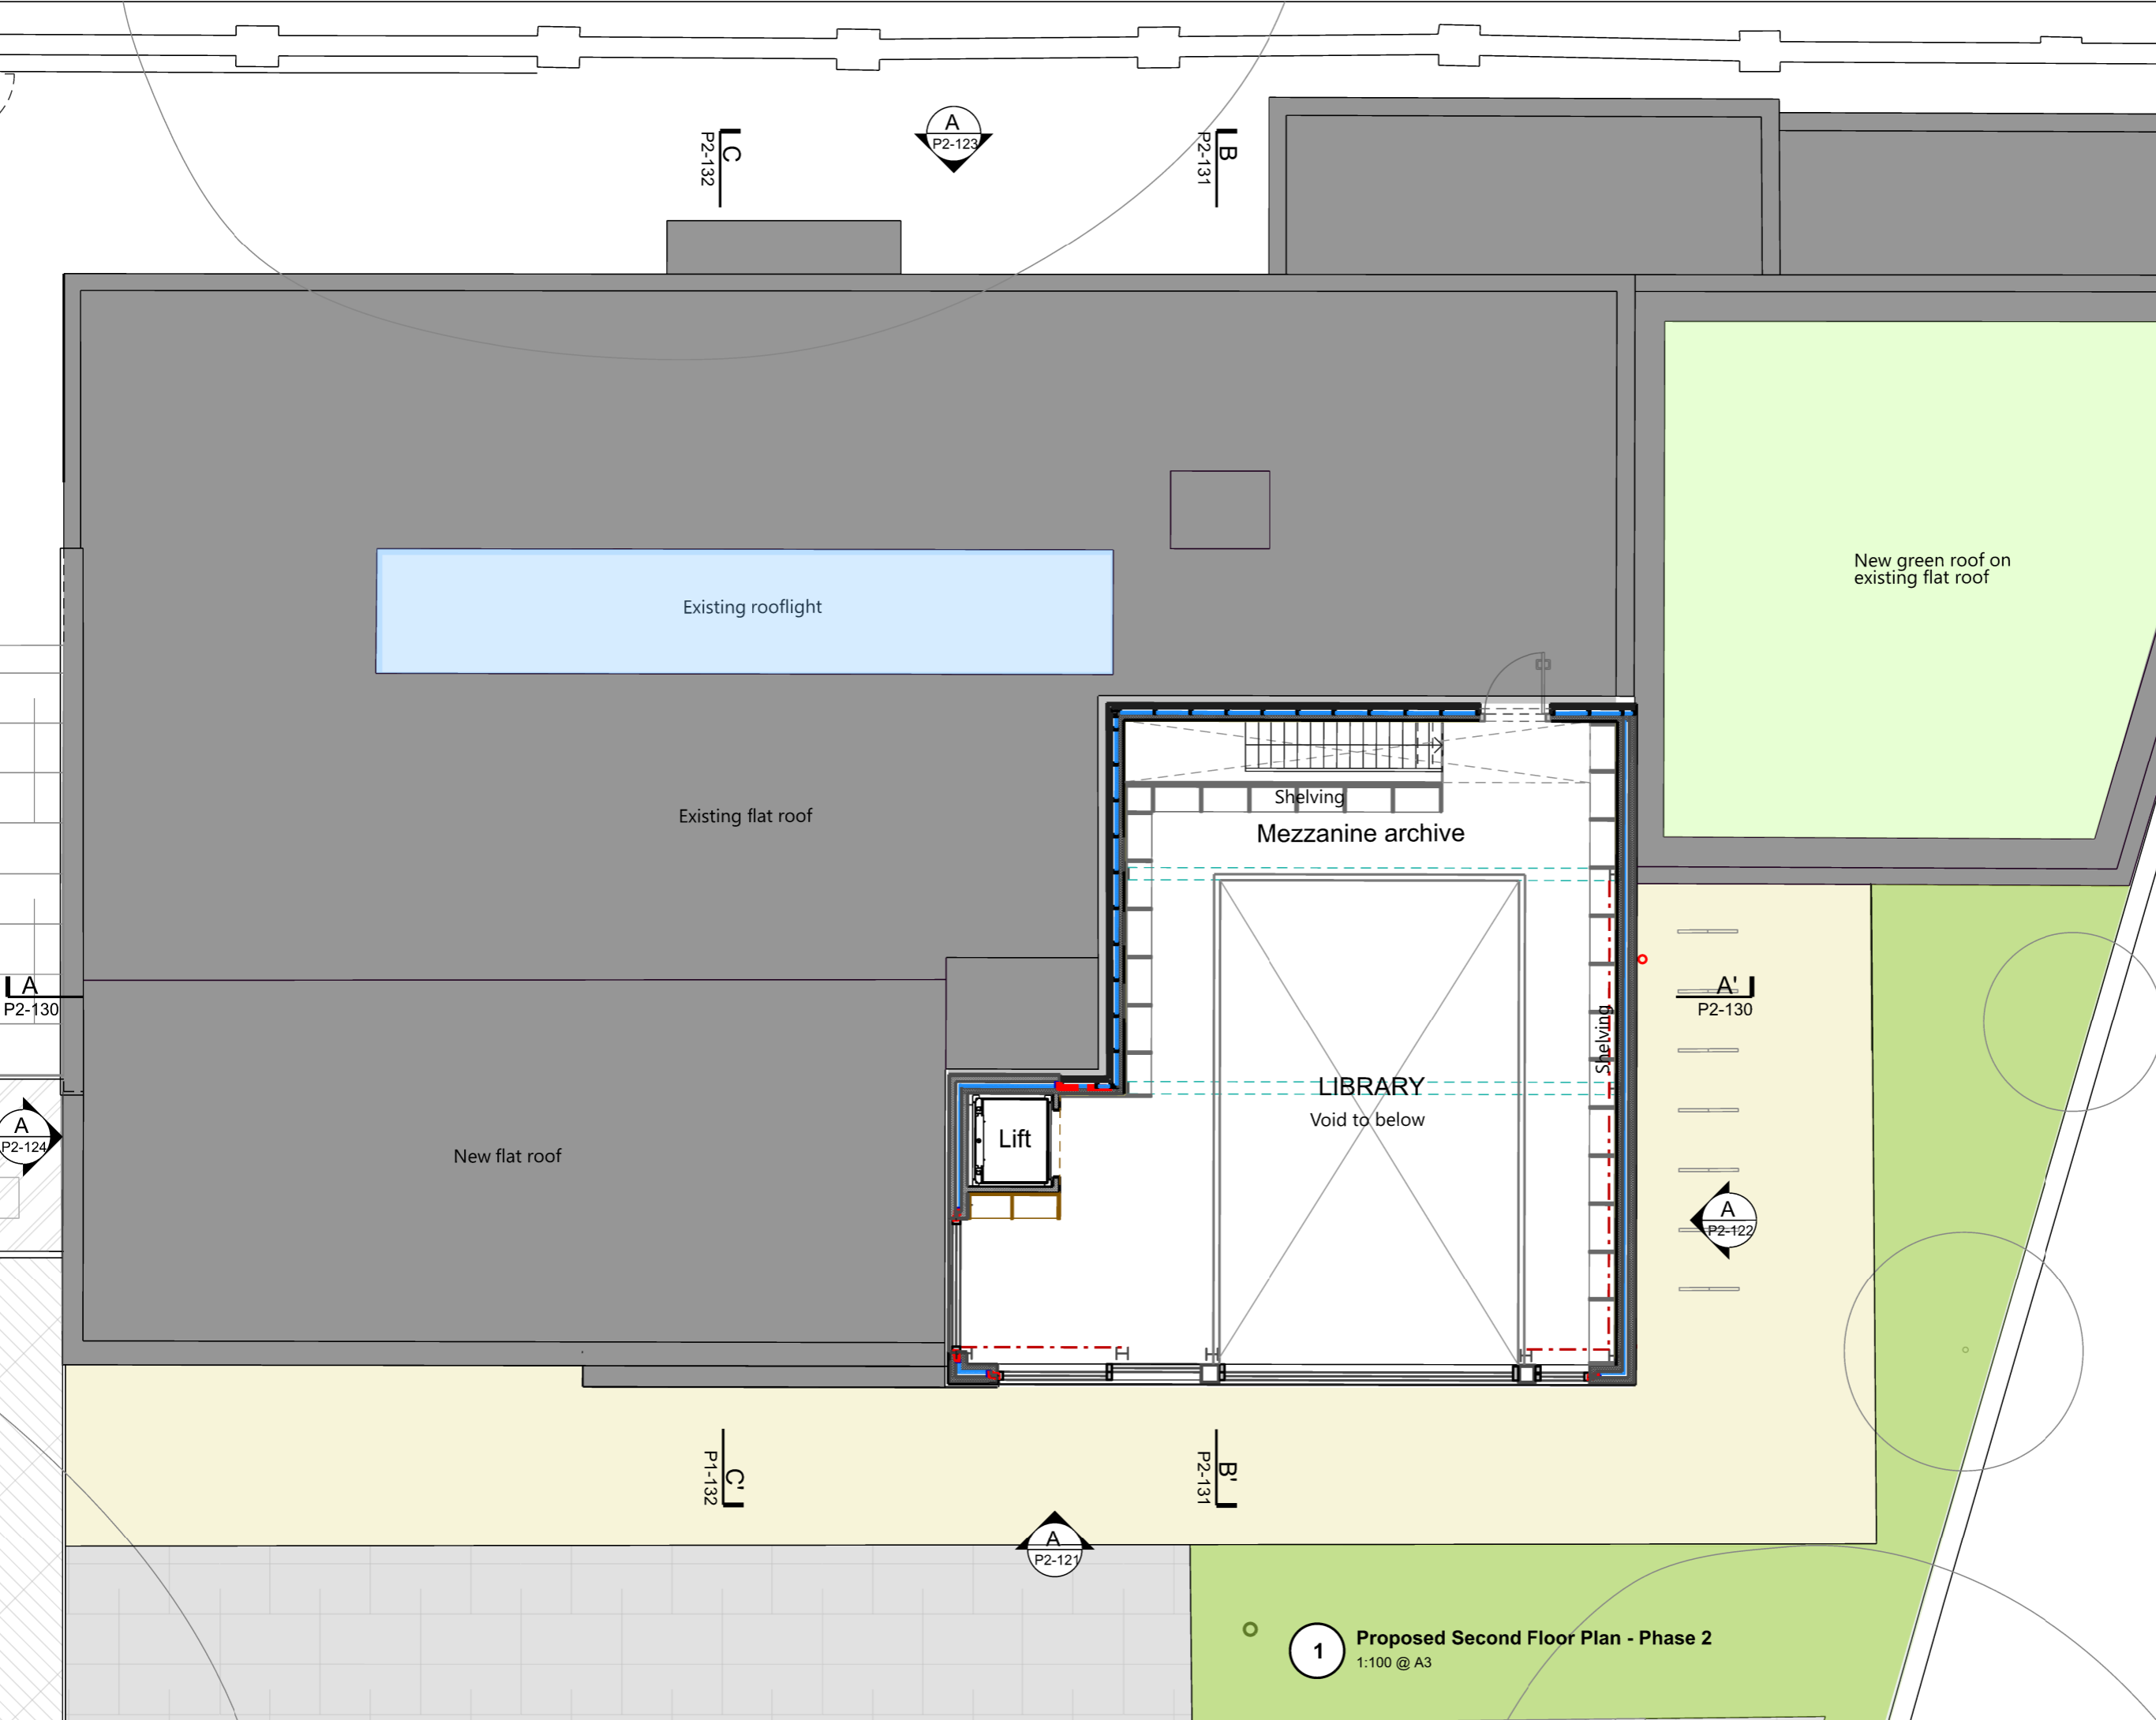 C
P2-132
A
P2-123
B
P2-131
New green roof on
existing flat roof
Existing rooflight
Shelving
Existing flat roof
Mezzanine archive
A
P2-130
A'
P2-130
Shelving
LIBRARY
Void to below
A
P2-124
Lift
New flat roof
A
P2-122
C'
P1-132
B'
P2-131
A
P2-121
1
Proposed Second Floor Plan - Phase 2
1:100 @ A3